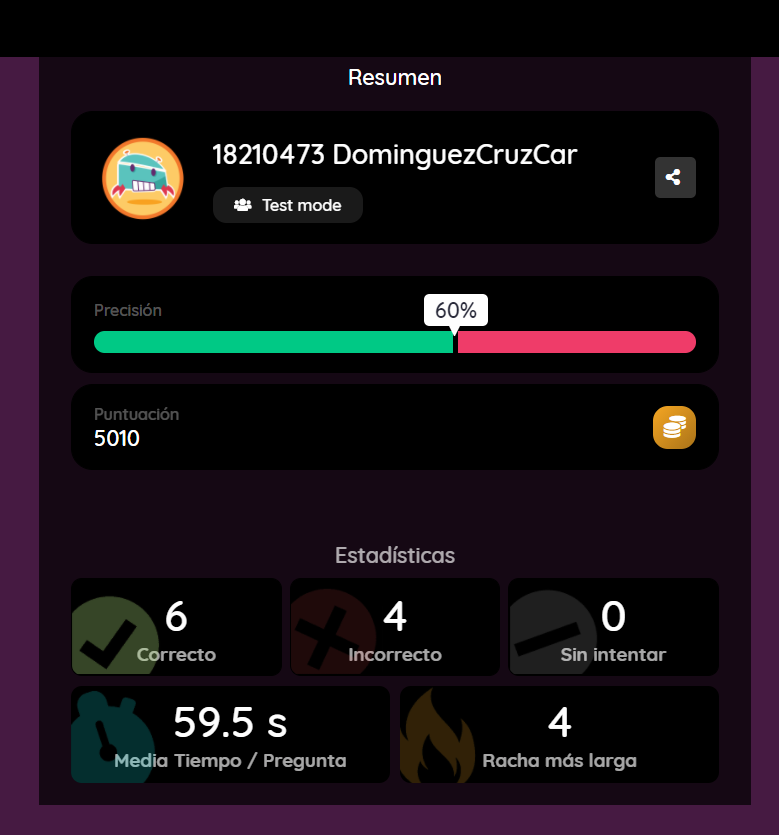 Resumen
18210473 DominguezCruzCar
Test mode
Precisión
60%
Puntuación
5010
Estadísticas
6
Correcto
4
Incorrecto
0
Sin intentar
59.5 s
Media Tiempo / Pregunta
4
Racha más larga